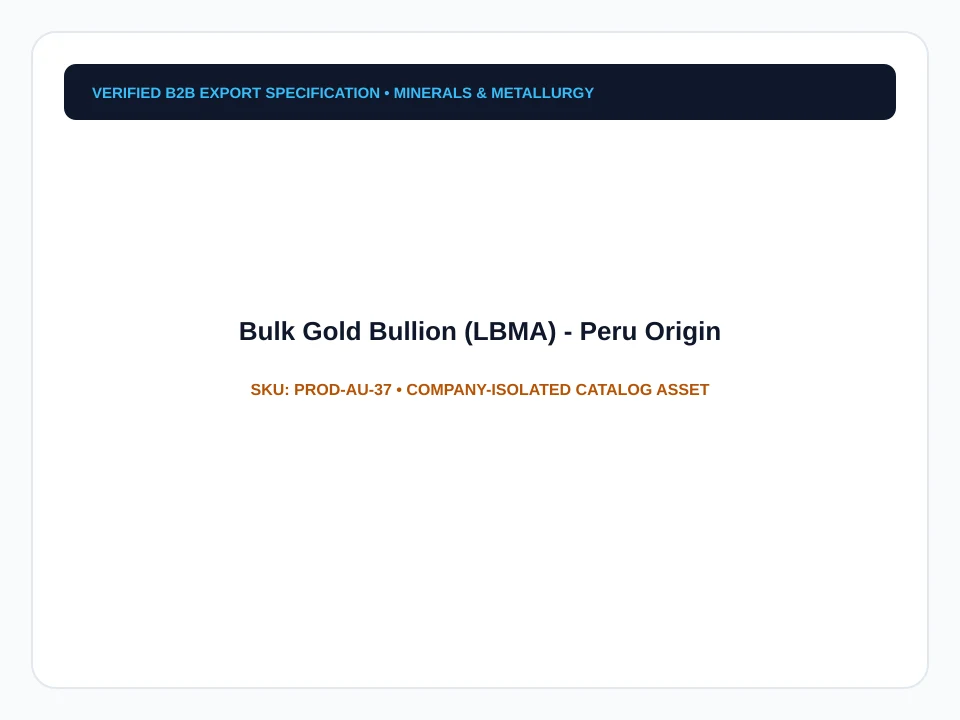 VERIFIED B2B EXPORT SPECIFICATION • MINERALS & METALLURGY
Bulk Gold Bullion (LBMA) - Peru Origin
SKU: PROD-AU-37 • COMPANY-ISOLATED CATALOG ASSET